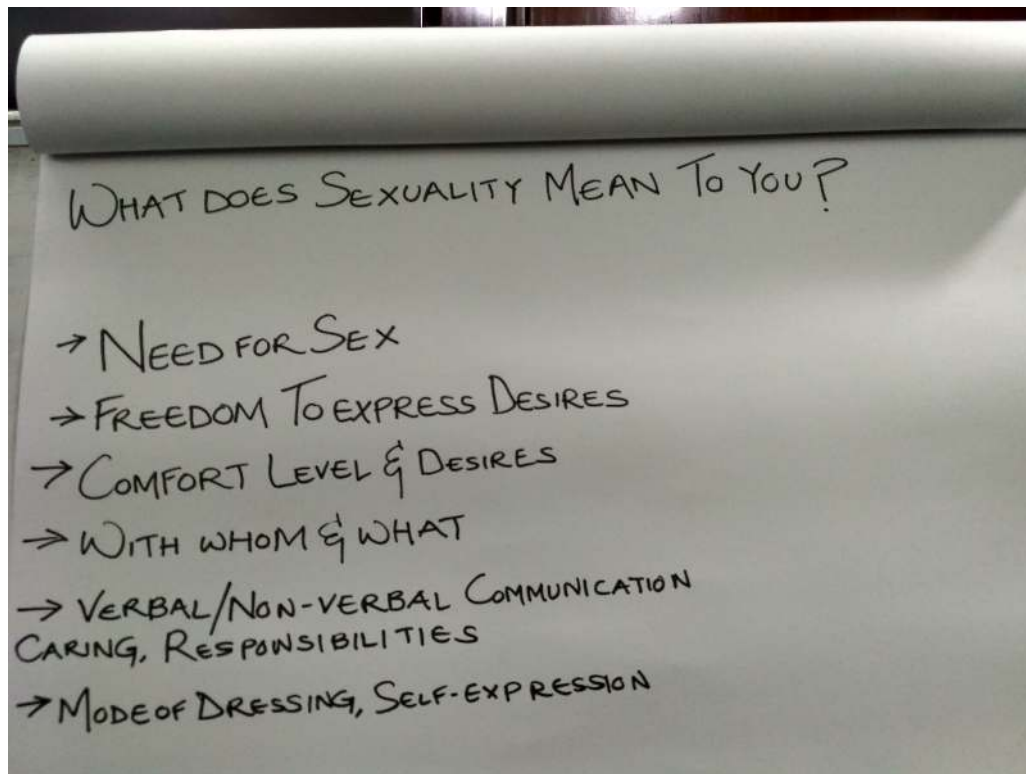 WHAT DOES SEXUALITY MEAN TO YOU?
→ NEED FOR SEX
→ FREEDOM TO EXPRESS DESIRES
→ COMFORT LEVEL & DESIRES
→ WITH WHOM & WHAT
→ VERBAL/NON-VERBAL COMMUNICATION
CARING, RESPONSIBILITIES
→ MODE OF DRESSING, SELF-EXPRESSION